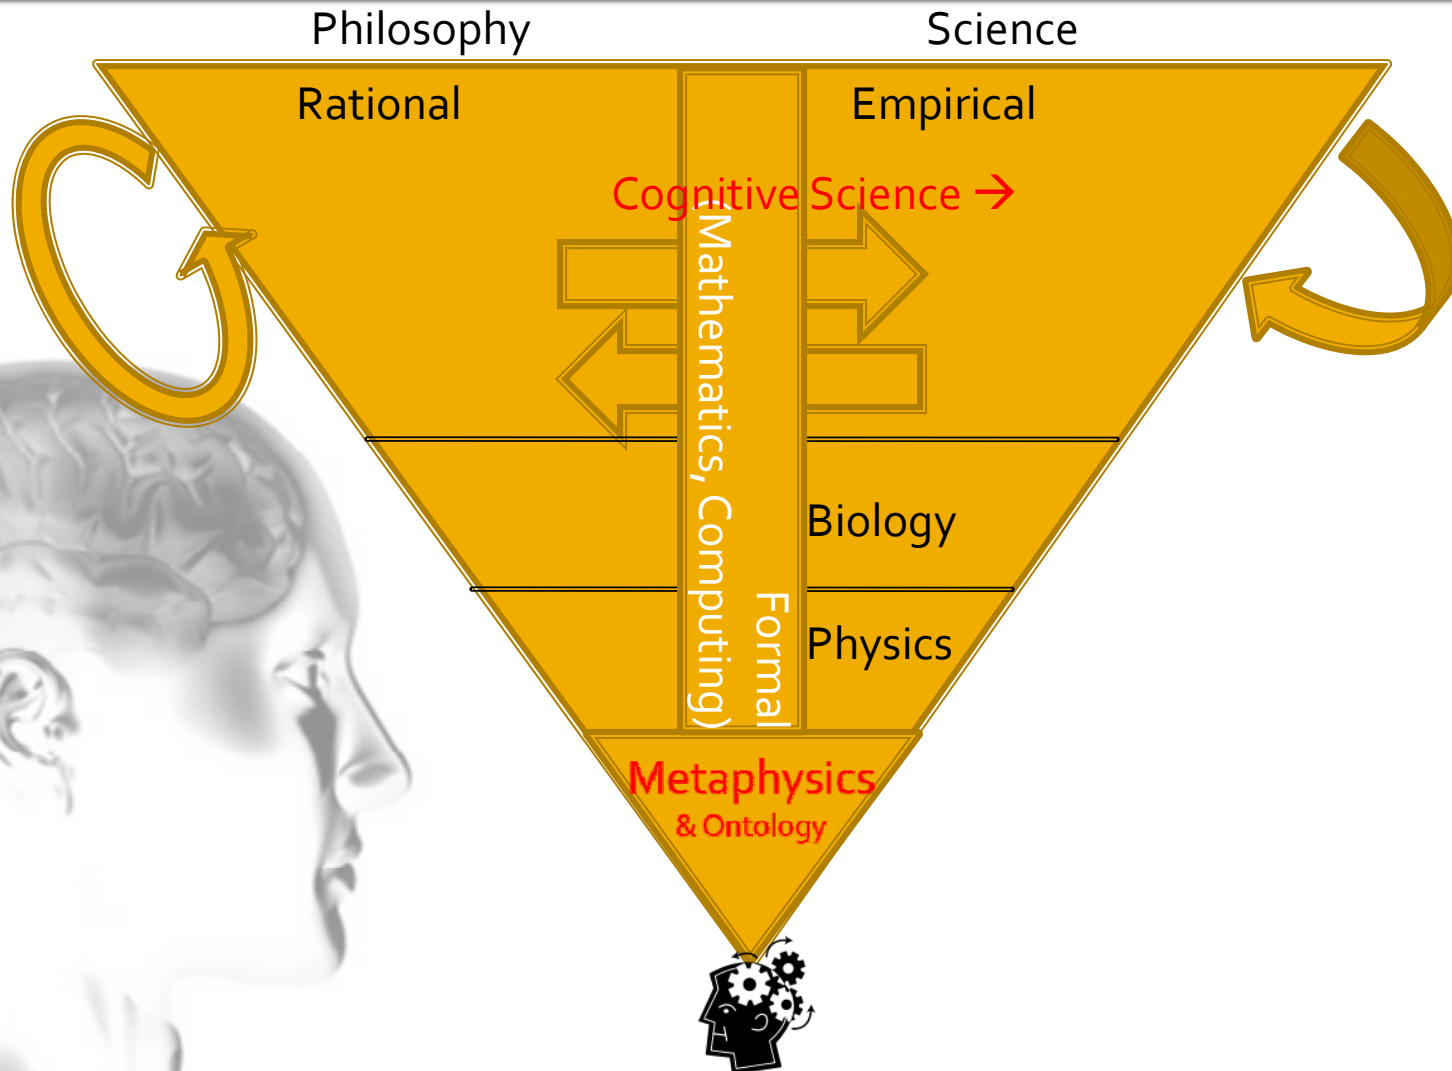 Philosophy
Science
Rational
Empirical
Cognitive Science →
Formal
(Mathematics, Computing)
Biology
Physics
Metaphysics
& Ontology